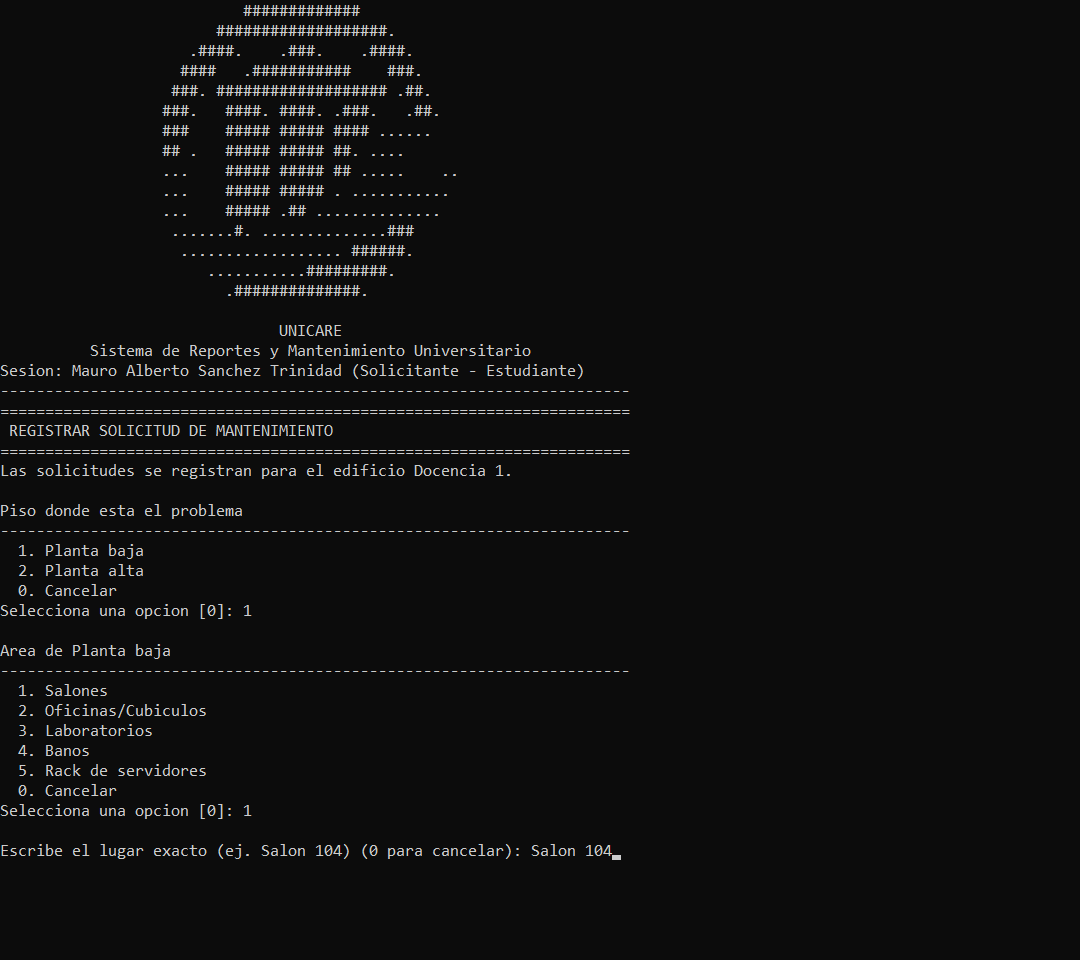 UNICARE
Sistema de Reportes y Mantenimiento Universitario
Sesion: Mauro Alberto Sanchez Trinidad (Solicitante - Estudiante)
----------------------------------------------------------------------
======================================================================
REGISTRAR SOLICITUD DE MANTENIMIENTO
======================================================================
Las solicitudes se registran para el edificio Docencia 1.
Piso donde esta el problema
----------------------------------------------------------------------
1. Planta baja
2. Planta alta
0. Cancelar
Selecciona una opcion [0]: 1
Area de Planta baja
----------------------------------------------------------------------
1. Salones
2. Oficinas/Cubiculos
3. Laboratorios
4. Banos
5. Rack de servidores
0. Cancelar
Selecciona una opcion [0]: 1
Escribe el lugar exacto (ej. Salon 104) (0 para cancelar): Salon 104